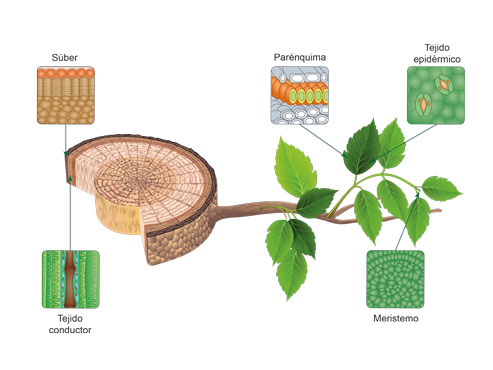 Súber
Parénquima
Tejido
epidérmico
Tejido
conductor
Meristemo